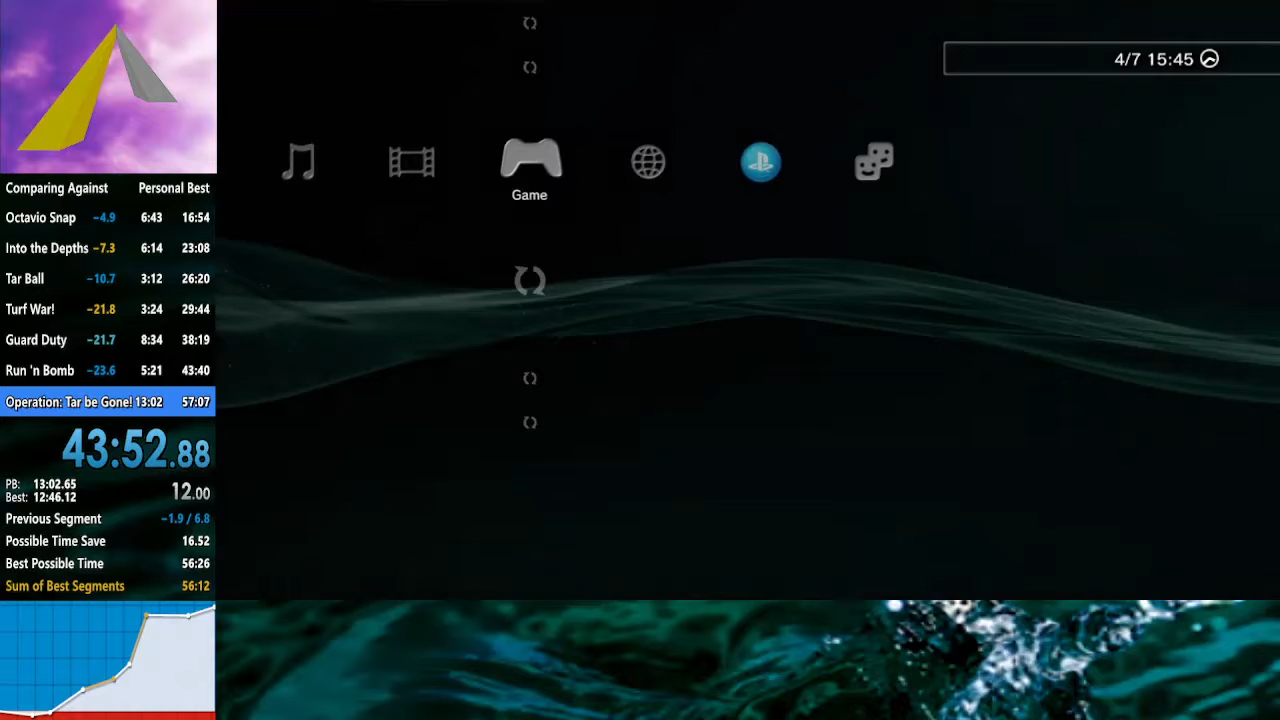 4/7 15:45
Game
Comparing Against Personal Best
Octavio Snap -4.9 6:43 16:54
Into the Depths -7.3 6:14 23:08
Tar Ball -10.7 3:12 26:20
Turf War! -21.8 3:24 29:44
Guard Duty -21.7 8:34 38:19
Run 'n Bomb -23.6 5:21 43:40
Operation: Tar be Gone! 13:02 57:07
43:52.88
PB: 13:02.65
Best: 12:46.12
12.00
Previous Segment -1.9 / 6.8
Possible Time Save 16.52
Best Possible Time 56:26
Sum of Best Segments 56:12